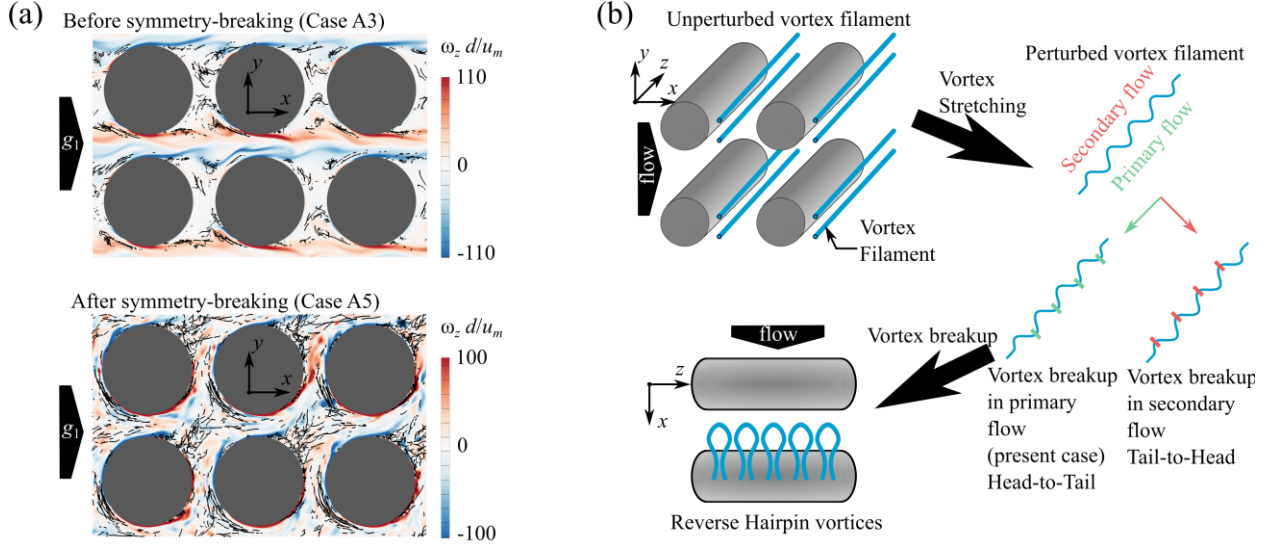 (a)
Before symmetry-breaking (Case A3)
g₁
y
x
ω_z d/u_m
110
0
-110
After symmetry-breaking (Case A5)
g₁
y
x
ω_z d/u_m
100
0
-100
(b)
Unperturbed vortex filament
y
z
x
flow
Vortex
Filament
Vortex
Stretching
Perturbed vortex filament
Secondary flow
Primary flow
Vortex breakup
in primary
flow
(present case)
Head-to-Tail
Vortex breakup
in secondary
flow
Tail-to-Head
Vortex breakup
flow
z
x
Reverse Hairpin vortices